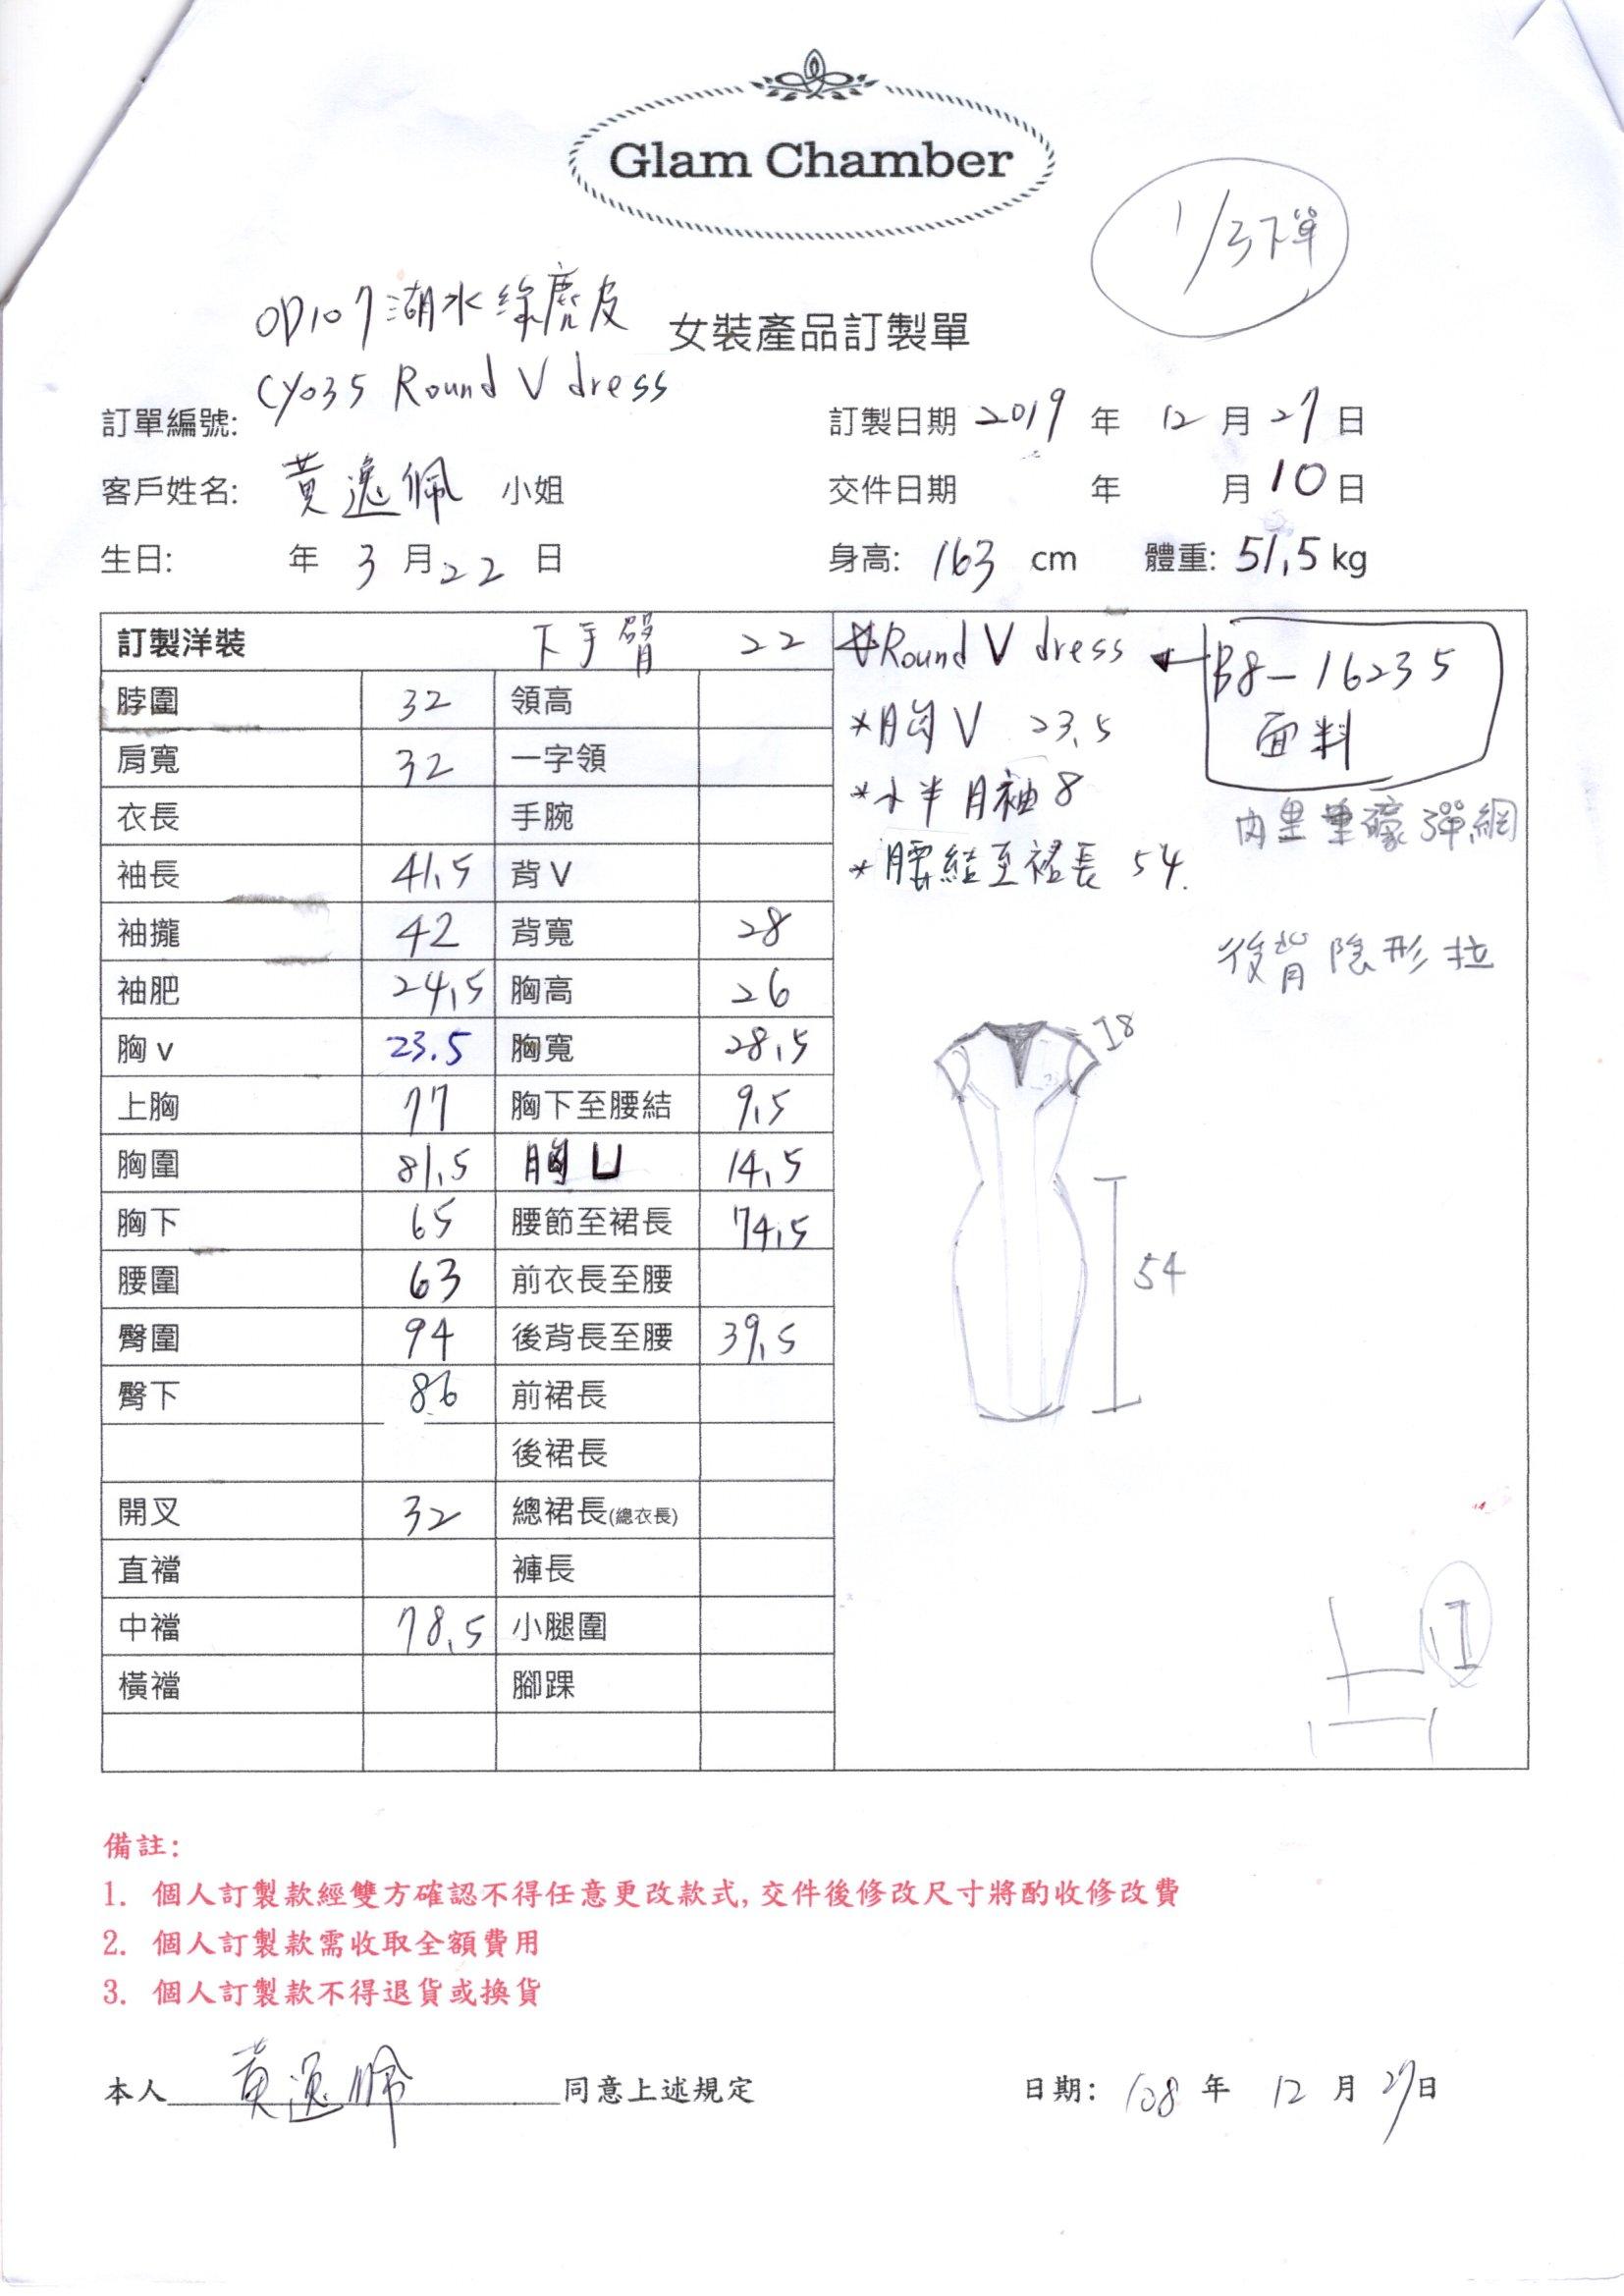 Glam Chamber
1/3下單
OD107湖水綠麂皮
女裝產品訂製單
CY035 Round V dress
訂單編號:
訂製日期 2019 年 12 月 27 日
客戶姓名: 黃逸佩 小姐
交件日期 年 月 10 日
生日: 年 3 月 22 日
身高: 163 cm 體重: 51.5 kg
訂製洋裝 下手臂 22
脖圍 32 領高
肩寬 32 一字領
衣長 手腕
袖長 41.5 背V
袖攏 42 背寬 28
袖肥 24.5 胸高 26
胸v 23.5 胸寬 28.5
上胸 77 胸下至腰結 9.5
胸圍 81.5 胸U 14.5
胸下 65 腰節至裙長 74.5
腰圍 63 前衣長至腰
臀圍 94 後背長至腰 39.5
臀下 86 前裙長
後裙長
開叉 32 總裙長(總衣長)
直襠 褲長
中襠 78.5 小腿圍
橫襠 腳踝
Round V dress
B8-16235
面料
*胸V 23.5
*小半月袖8
*腰結至裙長 54
彈網
後背隱形拉
8
54
備註:
1. 個人訂製款經雙方確認不得任意更改款式,交件後修改尺寸將酌收修改費
2. 個人訂製款需收取全額費用
3. 個人訂製款不得退貨或換貨
本人 黃逸佩 同意上述規定
日期: 108 年 12 月 27 日